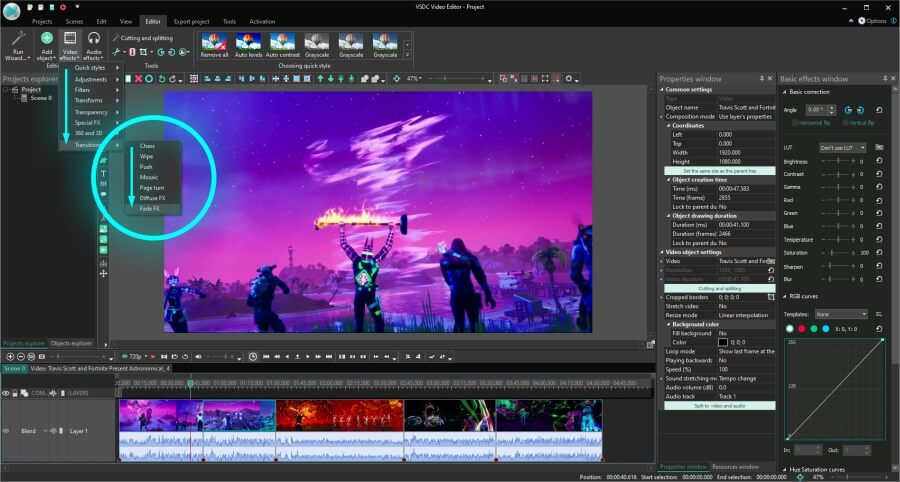 VSDC Video Editor - Project
Projects Scenes Edit View Editor Export project Tools Activation
Options
Run Wizard...
Add object
Video effects
Audio effects
Cutting and splitting
Tools
Remove all Auto levels Auto contrast Grayscale Grayscale Grayscale
Choosing quick style
Projects explorer
Project
Scene 0
Quick styles
Adjustments
Filters
Transforms
Transparency
Special FX
360 and 3D
Transitions
Chess
Wipe
Push
Mosaic
Page turn
Diffuse FX
Fade FX
47%
Projects explorer Objects explorer
Properties window
Common settings
Type Video
Object name Travis Scott and Fortnite
Composition mode Use layer's properties
Coordinates
Left 0.000
Top 0.000
Width 1920.000
Height 1080.000
Set the same size as the parent has
Object creation time
Time (ms) 00:00:47.583
Time (frame) 2855
Lock to parent du No
Object drawing duration
Duration (ms) 00:00:41.100
Duration (frames) 2466
Lock to parent du No
Video object settings
Video Travis Scott and Fortn
Resolution 1920; 1080
Video duration 00:00:41.100
Cutting and splitting
Cropped borders 0; 0; 0; 0
Stretch video No
Resize mode Linear interpolation
Background color
Fill background No
Color 0; 0; 0
Loop mode Show last frame at the
Playing backwards No
Speed (%) 100
Sound stretching m Tempo change
Audio volume (dB) 0.0
Audio track Track 1
Split to video and audio
Properties window Resources window
Basic effects window
Basic correction
Angle 0.00 °
Horizontal flip Vertical flip
LUT Don't use LUT
Brightness 0
Contrast 0
Gamma 0
Red 0
Green 0
Blue 0
Temperature 0
Saturation 100
Sharpen 0
Blur 0
RGB curves
Templates: None
X: 0, Y: 0
255
128
0
In: Out:
Hue Saturation curves
720p
Scene 0 Video: Travis Scott and Fortnite Present Astronomical_4
COM... LAYERS
Blend Layer 1
Position: 00:00:40.616 Start selection: 00:00:00.000 End selection: 00:00:00.000 47%